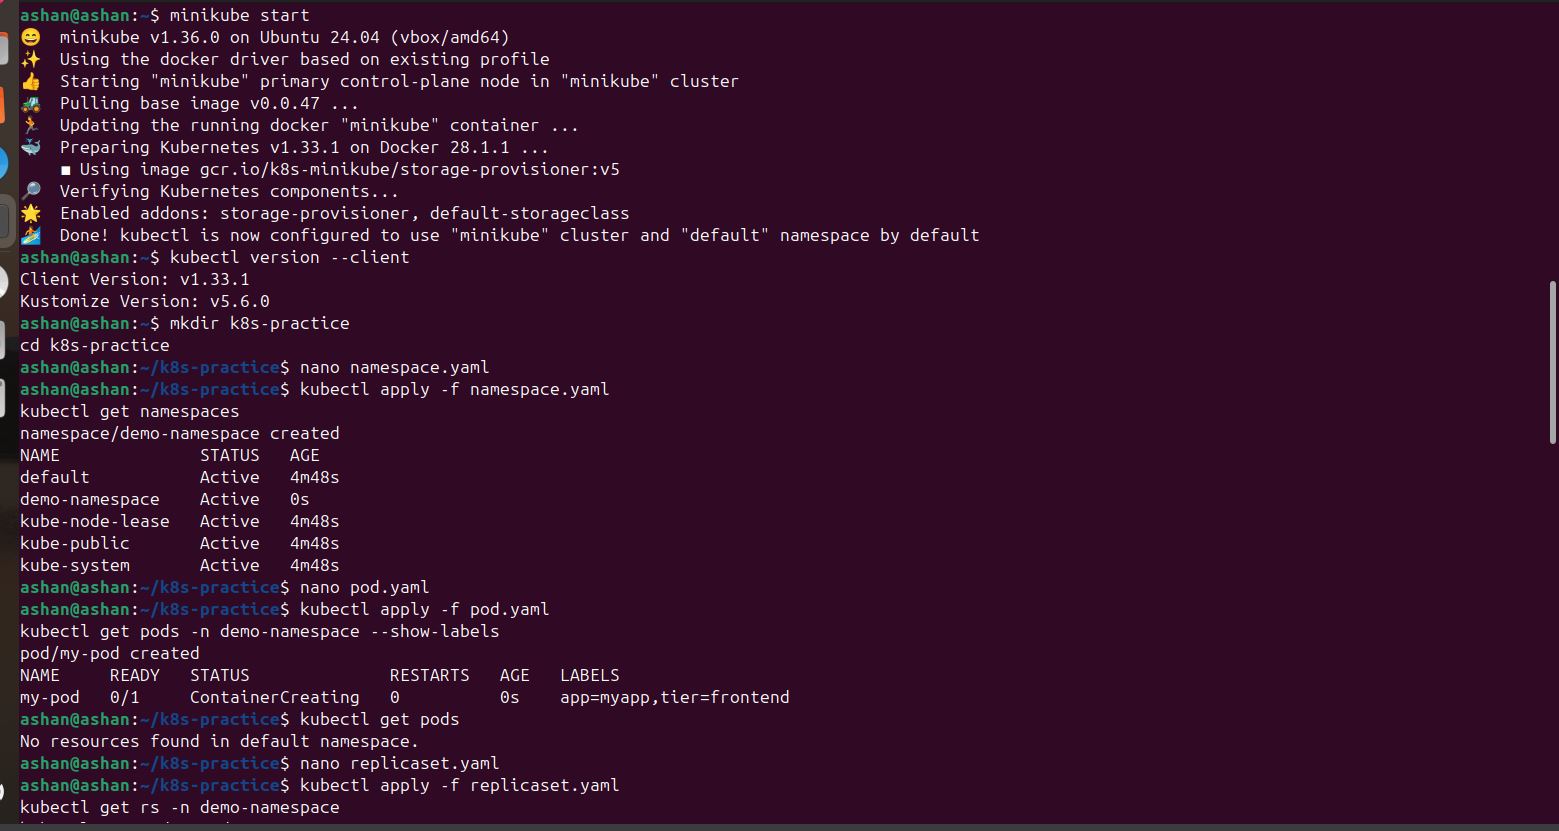 ashan@ashan:~$ minikube start
😄  minikube v1.36.0 on Ubuntu 24.04 (vbox/amd64)
✨  Using the docker driver based on existing profile
👍  Starting "minikube" primary control-plane node in "minikube" cluster
🚜  Pulling base image v0.0.47 ...
🏃  Updating the running docker "minikube" container ...
🐳  Preparing Kubernetes v1.33.1 on Docker 28.1.1 ...
    ▪ Using image gcr.io/k8s-minikube/storage-provisioner:v5
🔎  Verifying Kubernetes components...
🌟  Enabled addons: storage-provisioner, default-storageclass
🏄  Done! kubectl is now configured to use "minikube" cluster and "default" namespace by default
ashan@ashan:~$ kubectl version --client
Client Version: v1.33.1
Kustomize Version: v5.6.0
ashan@ashan:~$ mkdir k8s-practice
cd k8s-practice
ashan@ashan:~/k8s-practice$ nano namespace.yaml
ashan@ashan:~/k8s-practice$ kubectl apply -f namespace.yaml
kubectl get namespaces
namespace/demo-namespace created
NAME              STATUS   AGE
default           Active   4m48s
demo-namespace    Active   0s
kube-node-lease   Active   4m48s
kube-public       Active   4m48s
kube-system       Active   4m48s
ashan@ashan:~/k8s-practice$ nano pod.yaml
ashan@ashan:~/k8s-practice$ kubectl apply -f pod.yaml
kubectl get pods -n demo-namespace --show-labels
pod/my-pod created
NAME     READY   STATUS              RESTARTS   AGE   LABELS
my-pod   0/1     ContainerCreating   0          0s    app=myapp,tier=frontend
ashan@ashan:~/k8s-practice$ kubectl get pods
No resources found in default namespace.
ashan@ashan:~/k8s-practice$ nano replicaset.yaml
ashan@ashan:~/k8s-practice$ kubectl apply -f replicaset.yaml
kubectl get rs -n demo-namespace